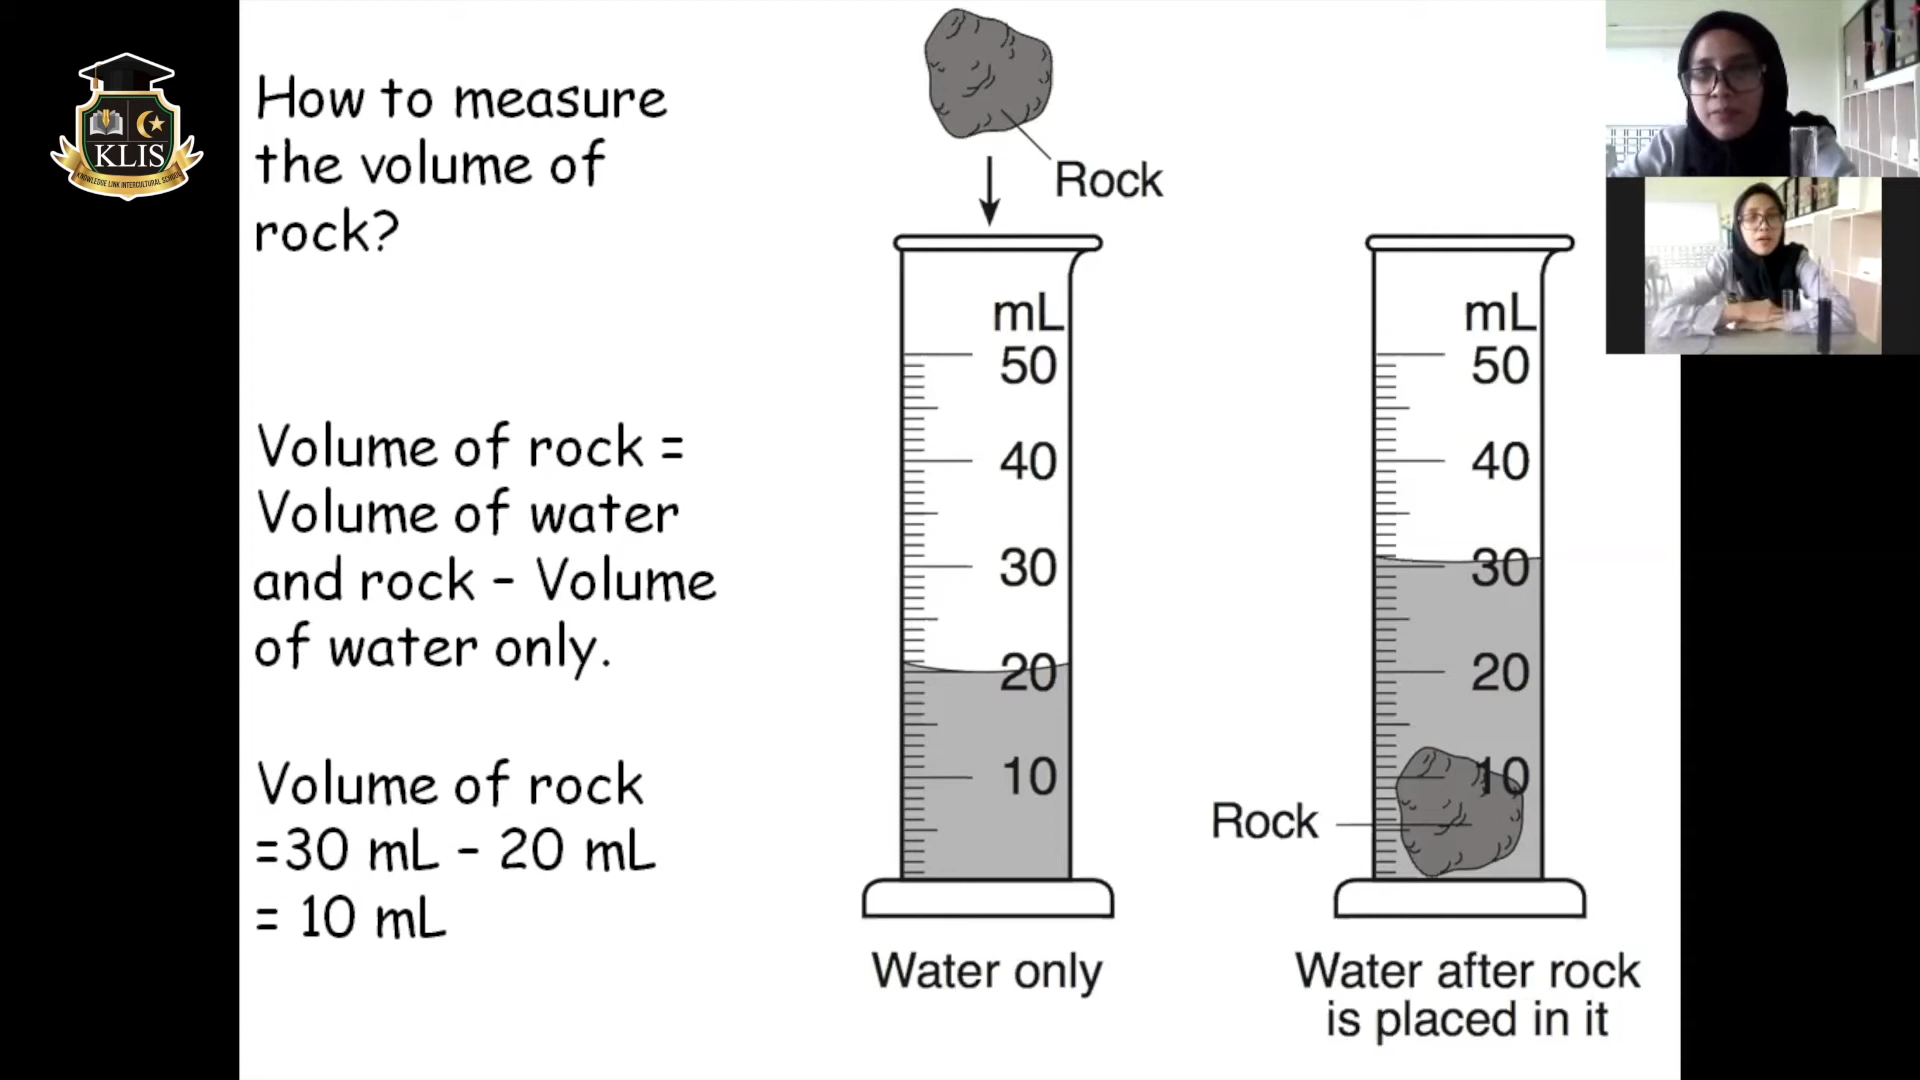 KLIS
KNOWLEDGE LINK INTERCULTURAL SCHOOL
How to measure
the volume of
rock?
Volume of rock =
Volume of water
and rock – Volume
of water only.
Volume of rock
=30 mL – 20 mL
= 10 mL
Rock
mL
50
40
30
20
10
Water only
mL
50
40
30
20
10
Rock
Water after rock
is placed in it